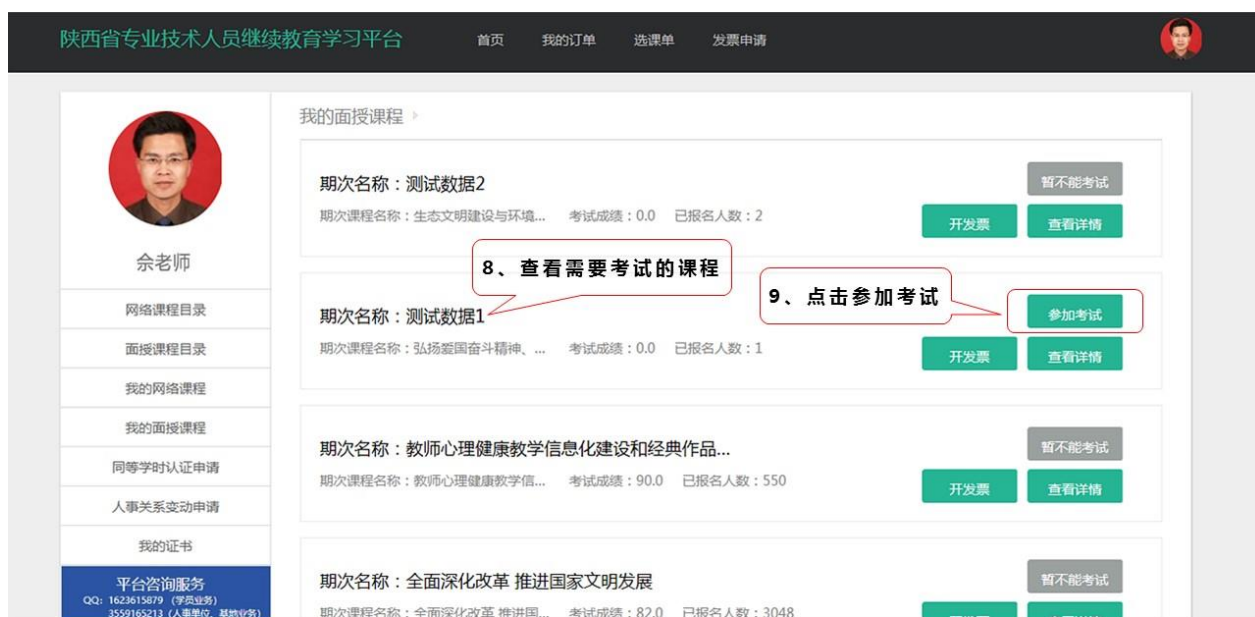 陕西省专业技术人员继续教育学习平台 首页 我的订单 选课单 发票申请
佘老师
网络课程目录
面授课程目录
我的网络课程
我的面授课程
同等学时认证申请
人事关系变动申请
我的证书
平台咨询服务
QQ: 1623615879 (学员业务)
3559165213 (人事单位、基地业务)
我的面授课程
期次名称：测试数据2 暂不能考试
期次课程名称：生态文明建设与环境... 考试成绩：0.0 已报名人数：2 开发票 查看详情
8、查看需要考试的课程
9、点击参加考试
期次名称：测试数据1 参加考试
期次课程名称：弘扬爱国奋斗精神、... 考试成绩：0.0 已报名人数：1 开发票 查看详情
期次名称：教师心理健康教学信息化建设和经典作品... 暂不能考试
期次课程名称：教师心理健康教学信... 考试成绩：90.0 已报名人数：550 开发票 查看详情
期次名称：全面深化改革 推进国家文明发展 暂不能考试
期次课程名称：全面深化改革 推进国... 考试成绩：82.0 已报名人数：3048